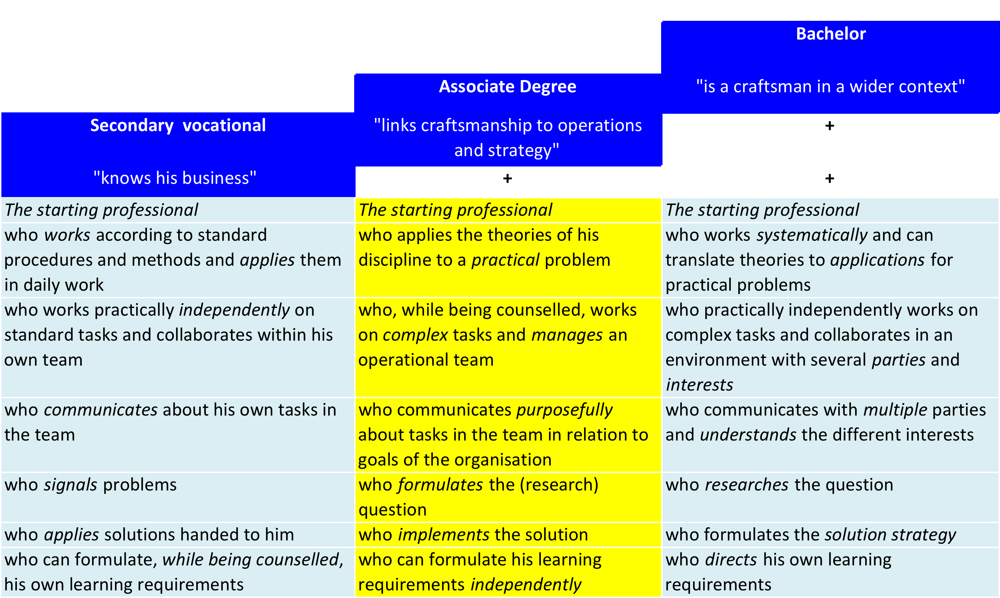 Bachelor
"is a craftsman in a wider context"
Associate Degree
"links craftsmanship to operations
and strategy"
+
Secondary  vocational
"knows his business"
+
+
The starting professional
who works according to standard
procedures and methods and applies them
in daily work
who works practically independently on
standard tasks and collaborates within his
own team
who communicates about his own tasks in
the team
who signals problems
who applies solutions handed to him
who can formulate, while being counselled,
his own learning requirements
The starting professional
who applies the theories of his
discipline to a practical problem
who, while being counselled, works
on complex tasks and manages an
operational team
who communicates purposefully
about tasks in the team in relation to
goals of the organisation
who formulates the (research)
question
who implements the solution
who can formulate his learning
requirements independently
The starting professional
who works systematically and can
translate theories to applications for
practical problems
who practically independently works on
complex tasks and collaborates in an
environment with several parties and
interests
who communicates with multiple parties
and understands the different interests
who researches the question
who formulates the solution strategy
who directs his own learning
requirements